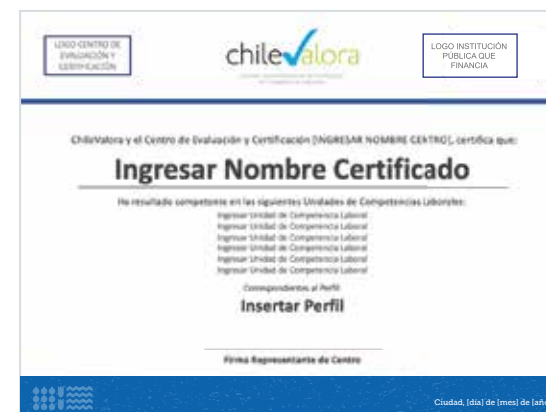 LOGO CENTRO DE
EVALUACIÓN Y
CERTIFICACIÓN
chilevalora
LOGO INSTITUCIÓN
PÚBLICA QUE
FINANCIA
ChileValora y el Centro de Evaluación y Certificación [INGRESAR NOMBRE CENTRO], certifica que:
Ingresar Nombre Certificado
Ha resultado competente en las siguientes Unidades de Competencias Laborales:
Ingresar Unidad de Competencia Laboral
Ingresar Unidad de Competencia Laboral
Ingresar Unidad de Competencia Laboral
Ingresar Unidad de Competencia Laboral
Ingresar Unidad de Competencia Laboral
Ingresar Unidad de Competencia Laboral
Correspondientes al Perfil
Insertar Perfil
Firma Representante de Centro
Ciudad, [día] de [mes] de [año